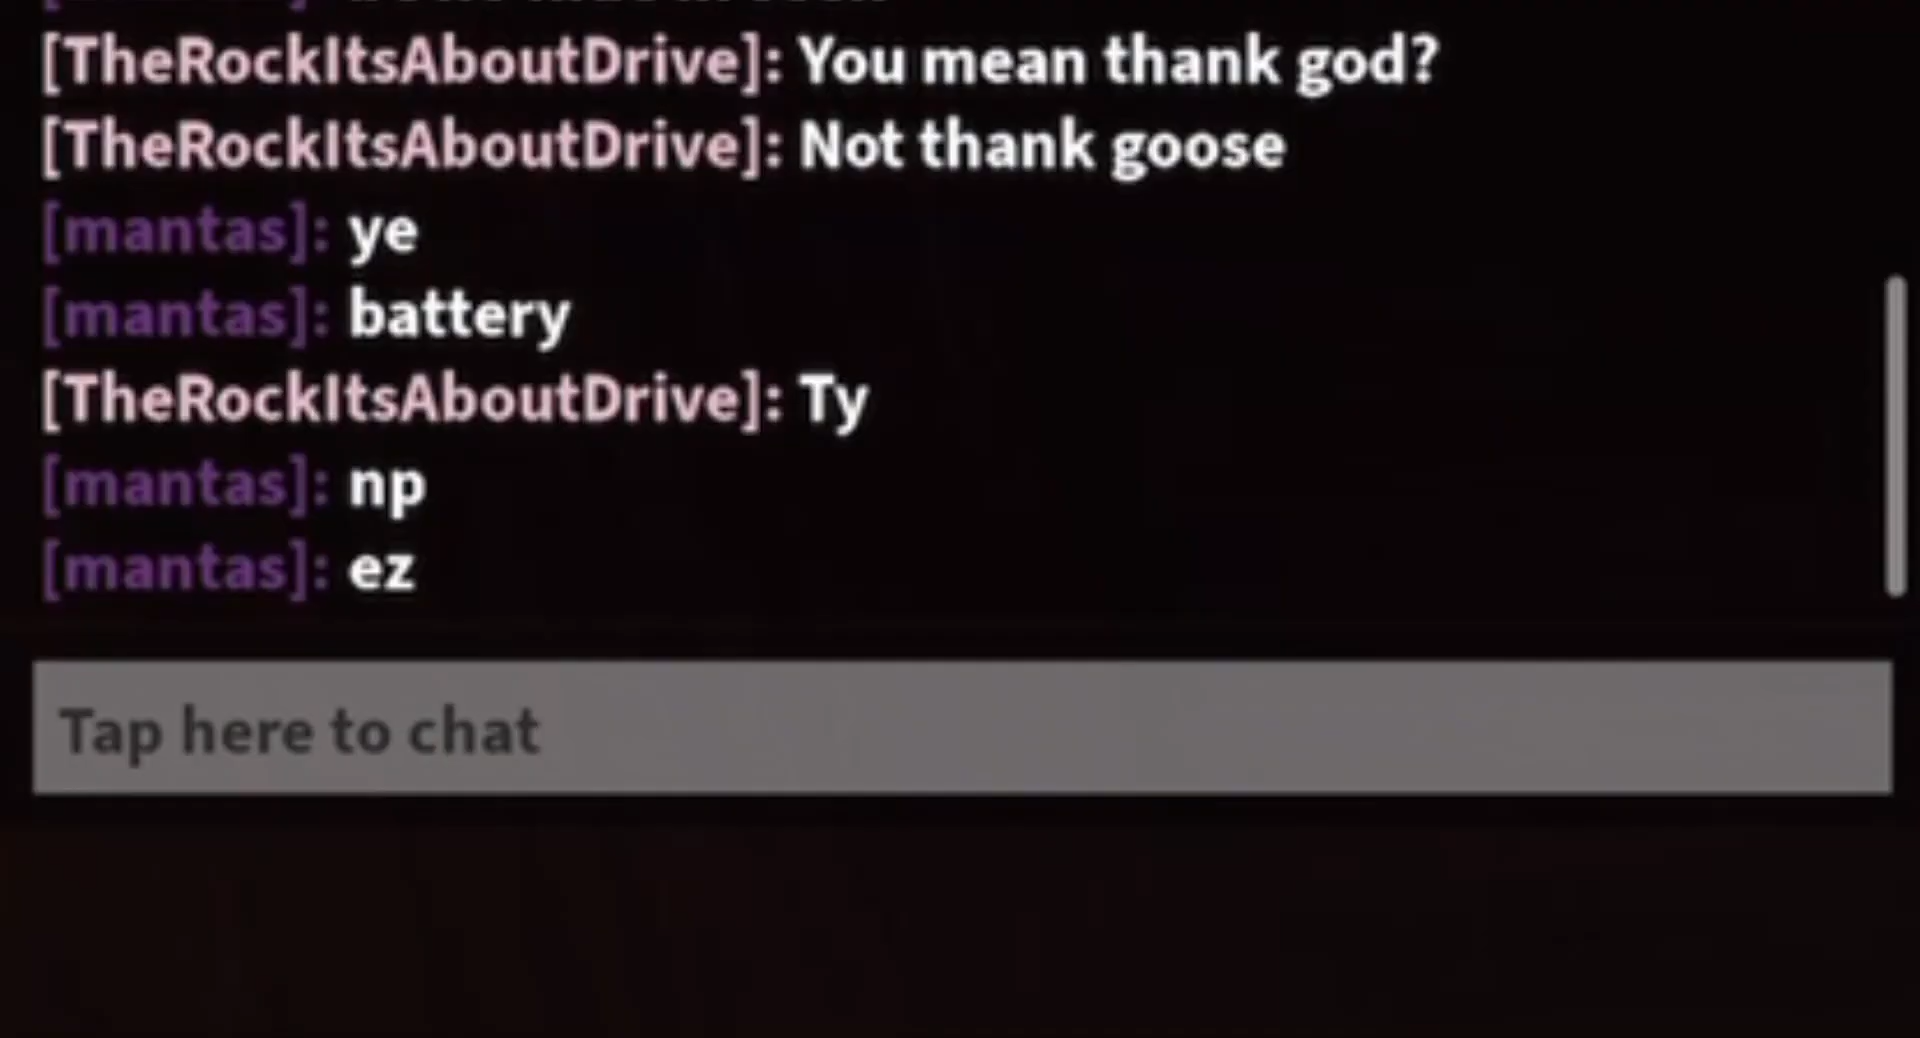 [TheRockItsAboutDrive]: You mean thank god?
[TheRockItsAboutDrive]: Not thank goose
[mantas]: ye
[mantas]: battery
[TheRockItsAboutDrive]: Ty
[mantas]: np
[mantas]: ez
Tap here to chat